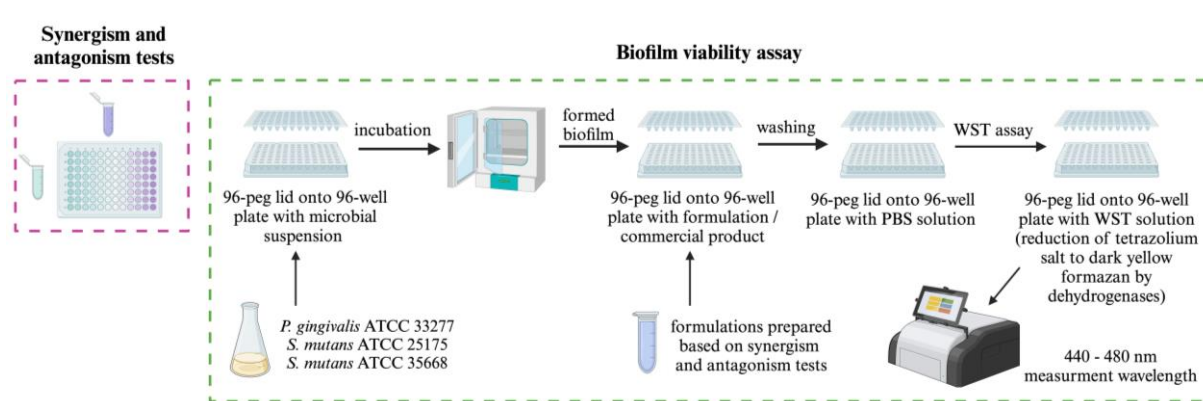 Synergism and
antagonism tests
Biofilm viability assay
incubation
formed
biofilm
washing
WST assay
96-peg lid onto 96-well
plate with microbial
suspension
96-peg lid onto 96-well
plate with formulation /
commercial product
96-peg lid onto 96-well
plate with PBS solution
96-peg lid onto 96-well
plate with WST solution
(reduction of tetrazolium
salt to dark yellow
formazan by
dehydrogenases)
P. gingivalis ATCC 33277
S. mutans ATCC 25175
S. mutans ATCC 35668
formulations prepared
based on synergism
and antagonism tests
440 - 480 nm
measurment wavelength